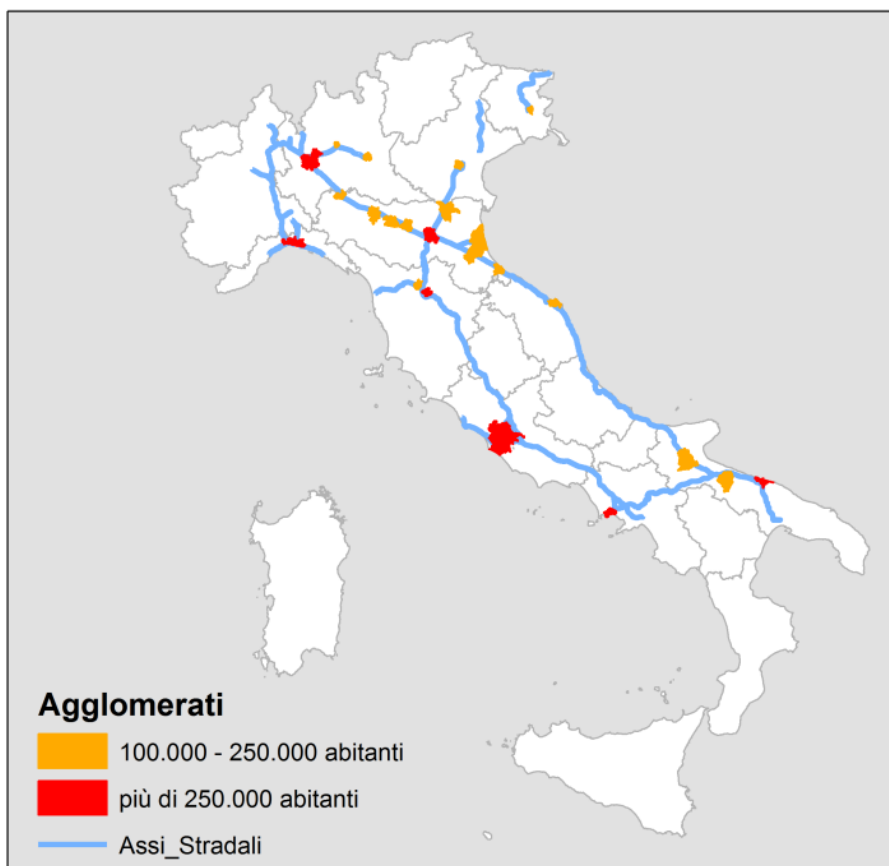 Agglomerati
100.000 - 250.000 abitanti
più di 250.000 abitanti
Assi_Stradali